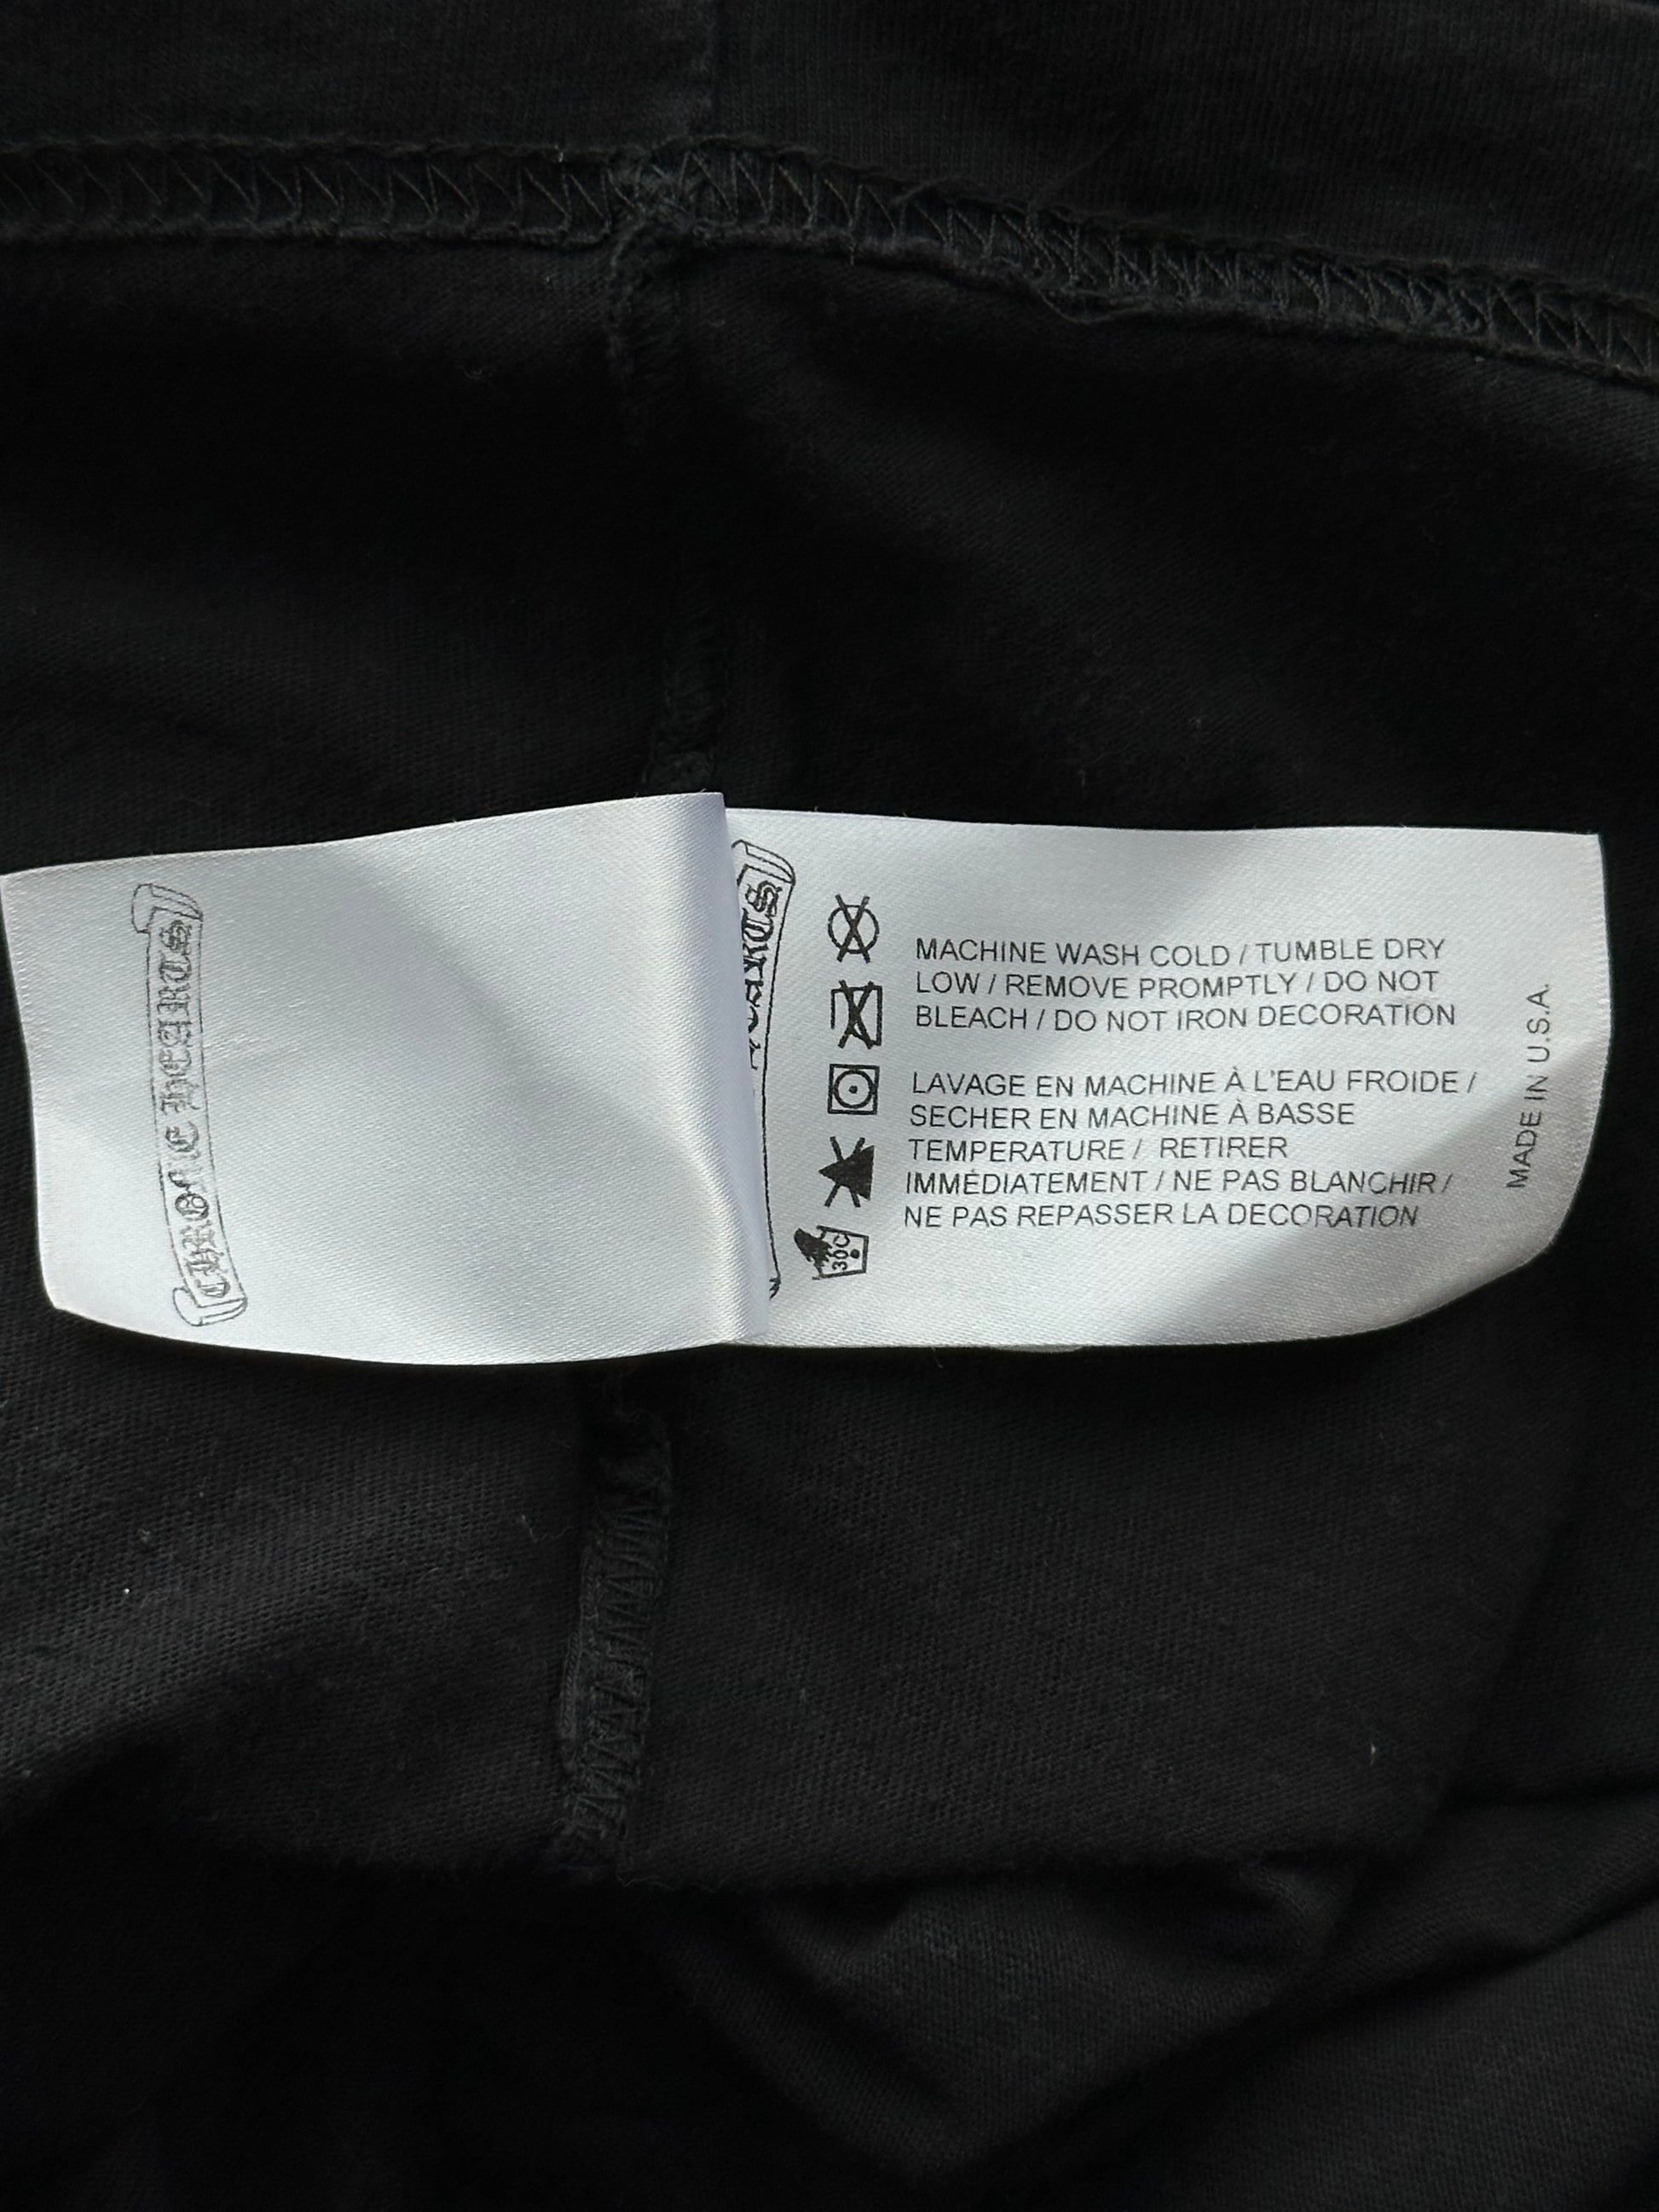 CHROME HEARTS
MACHINE WASH COLD / TUMBLE DRY
LOW / REMOVE PROMPTLY / DO NOT
BLEACH / DO NOT IRON DECORATION
LAVAGE EN MACHINE À L'EAU FROIDE /
SECHER EN MACHINE À BASSE
TEMPERATURE / RETIRER
IMMÉDIATEMENT / NE PAS BLANCHIR /
NE PAS REPASSER LA DECORATION
30C
MADE IN U.S.A.